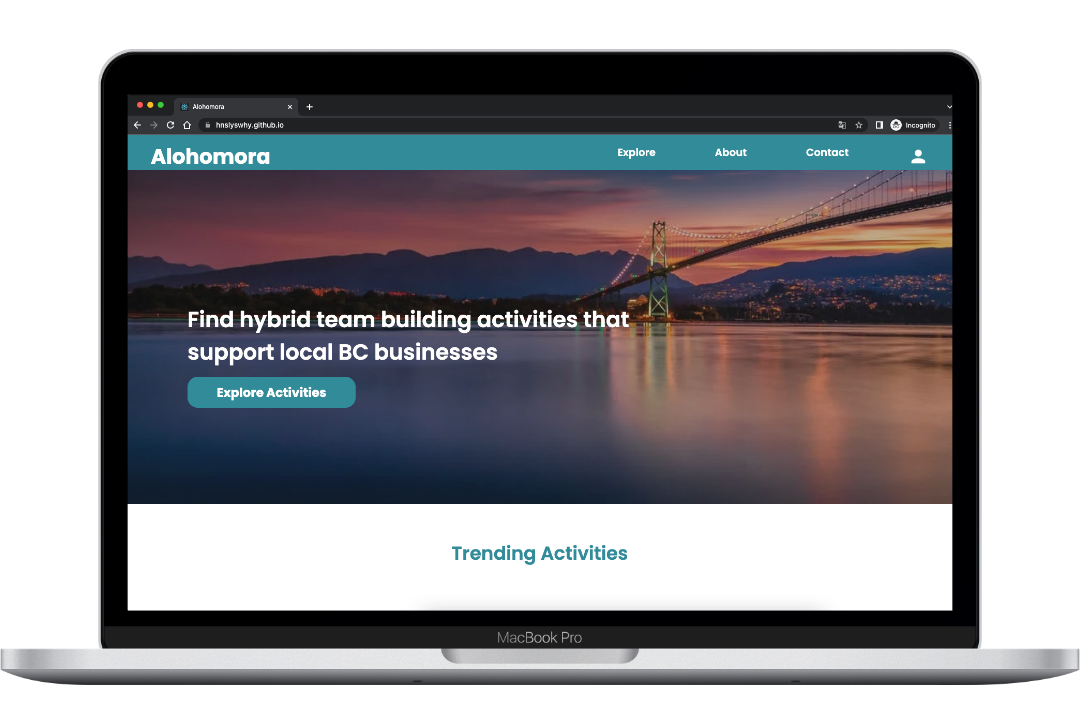 Alohomora
hnslyswhy.github.io
Incognito
Alohomora
Explore
About
Contact
Find hybrid team building activities that
support local BC businesses
Explore Activities
Trending Activities
MacBook Pro